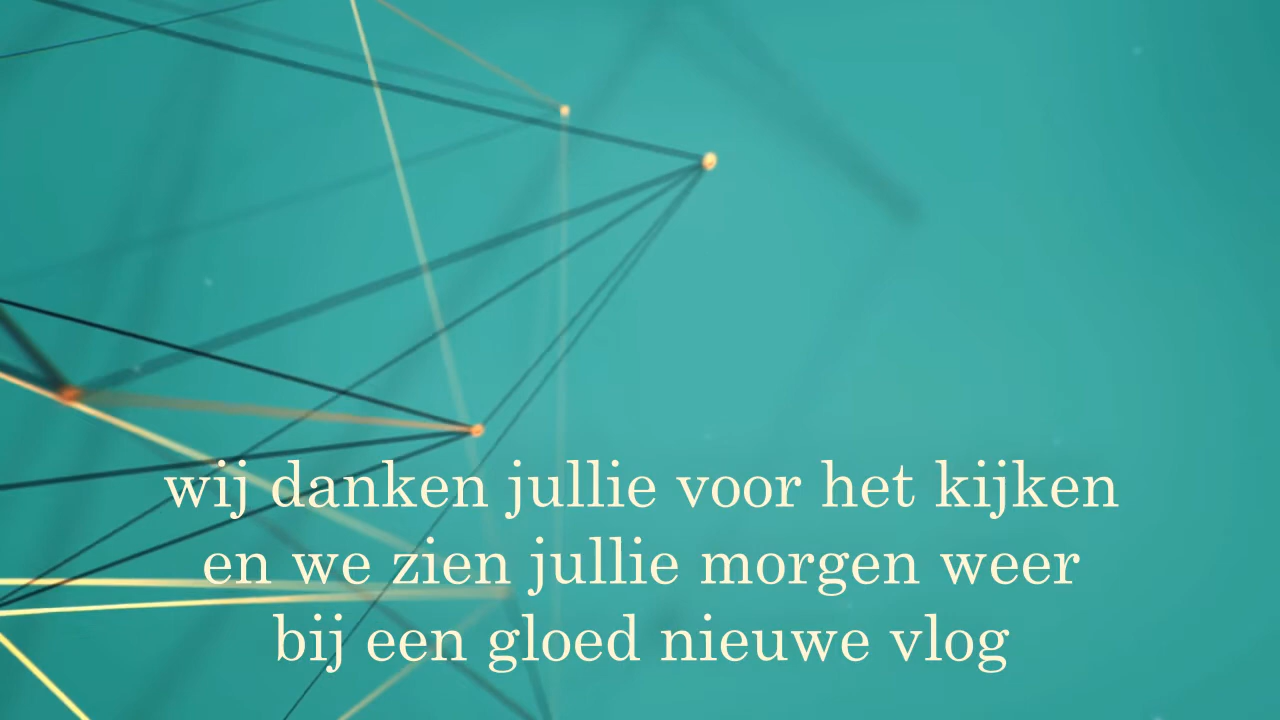 wij danken jullie voor het kijken
en we zien jullie morgen weer
bij een gloed nieuwe vlog